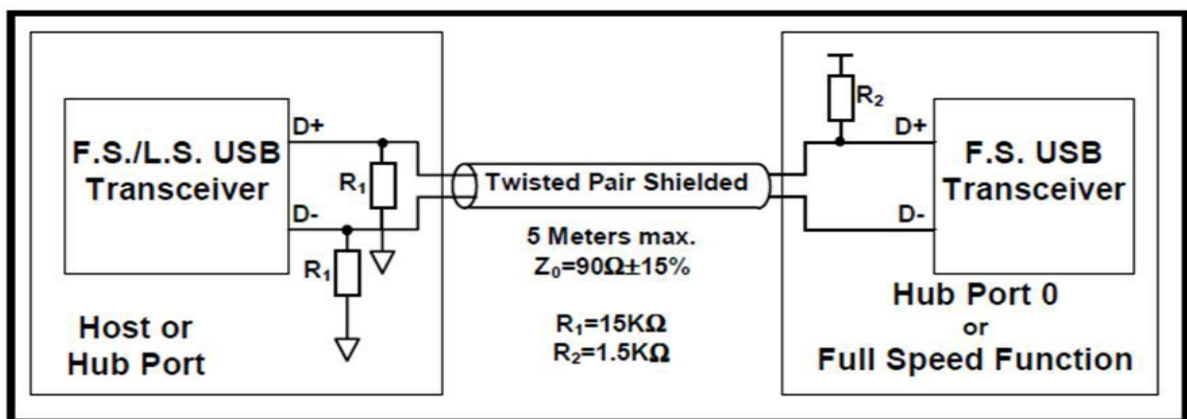 F.S./L.S. USB
Transceiver
D+
D-
R₁
R₁
Host or
Hub Port
Twisted Pair Shielded
5 Meters max.
Z₀=90Ω±15%
R₁=15KΩ
R₂=1.5KΩ
R₂
D+
D-
F.S. USB
Transceiver
Hub Port 0
or
Full Speed Function